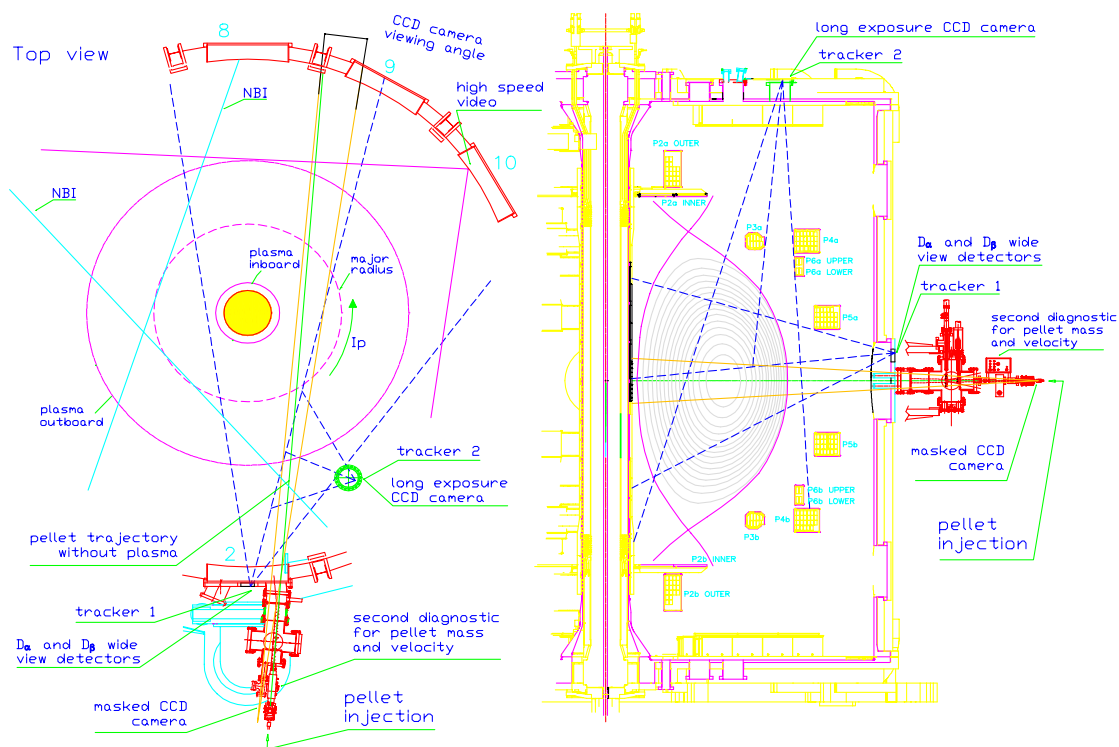 Top view
8
CCD camera
viewing angle
9
high speed
video
10
NBI
NBI
plasma
inboard
major
radius
Ip
plasma
outboard
tracker 2
long exposure
CCD camera
pellet trajectory
without plasma
2
1
tracker 1
Dα and Dβ wide
view detectors
second diagnostic
for pellet mass
and velocity
masked CCD
camera
pellet
injection
long exposure CCD camera
tracker 2
P2a OUTER
P2a INNER
P3a
P4a
P6a UPPER
P6a LOWER
P5a
Dα and Dβ wide
view detectors
tracker 1
second diagnostic
for pellet mass
and velocity
P5b
masked CCD
camera
P6b UPPER
P6b LOWER
P4b
P3b
pellet
injection
P2b INNER
P2b OUTER